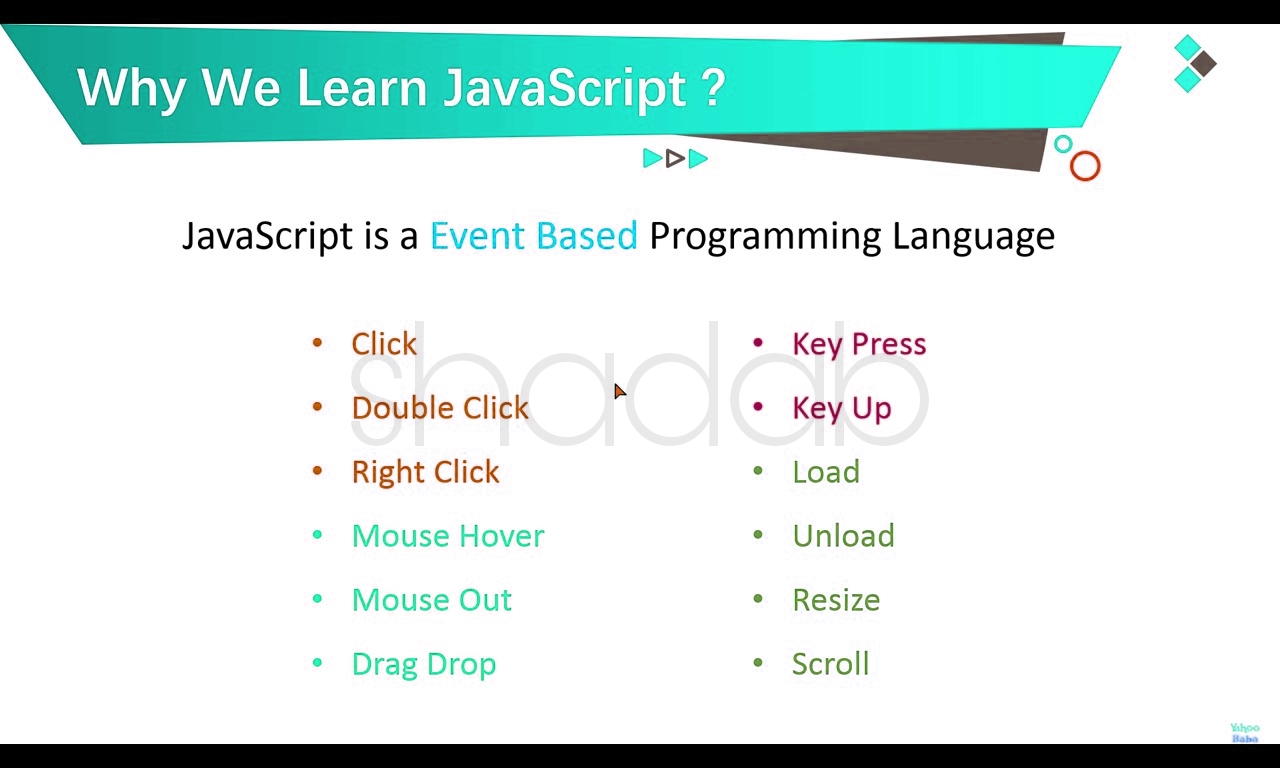 Why We Learn JavaScript ?
JavaScript is a Event Based Programming Language
• Click
• Double Click
• Right Click
• Mouse Hover
• Mouse Out
• Drag Drop
• Key Press
• Key Up
• Load
• Unload
• Resize
• Scroll
shadab
Yahoo
Baba